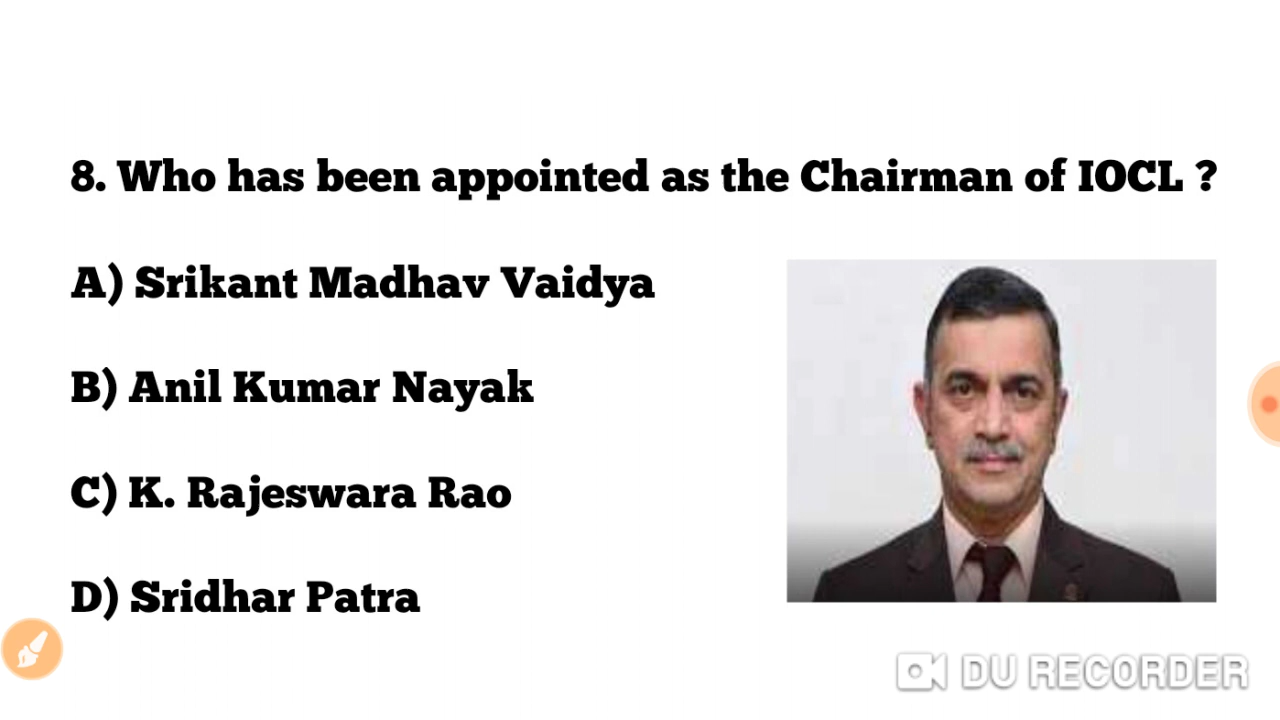 8. Who has been appointed as the Chairman of IOCL ?
A) Srikant Madhav Vaidya
B) Anil Kumar Nayak
C) K. Rajeswara Rao
D) Sridhar Patra
DU RECORDER